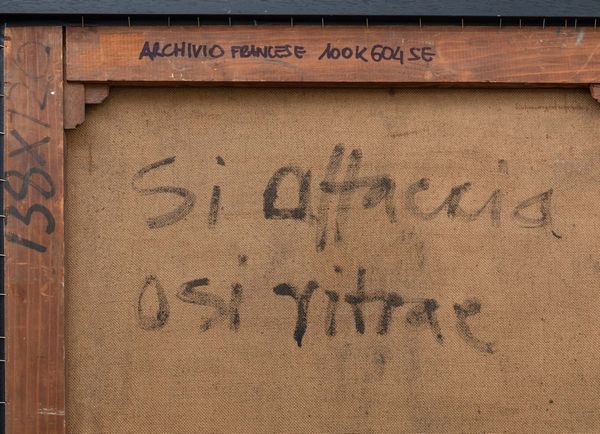 ARCHIVIO FRANCESE 100K604SE
138X120
Si affaccia
o si ritrae